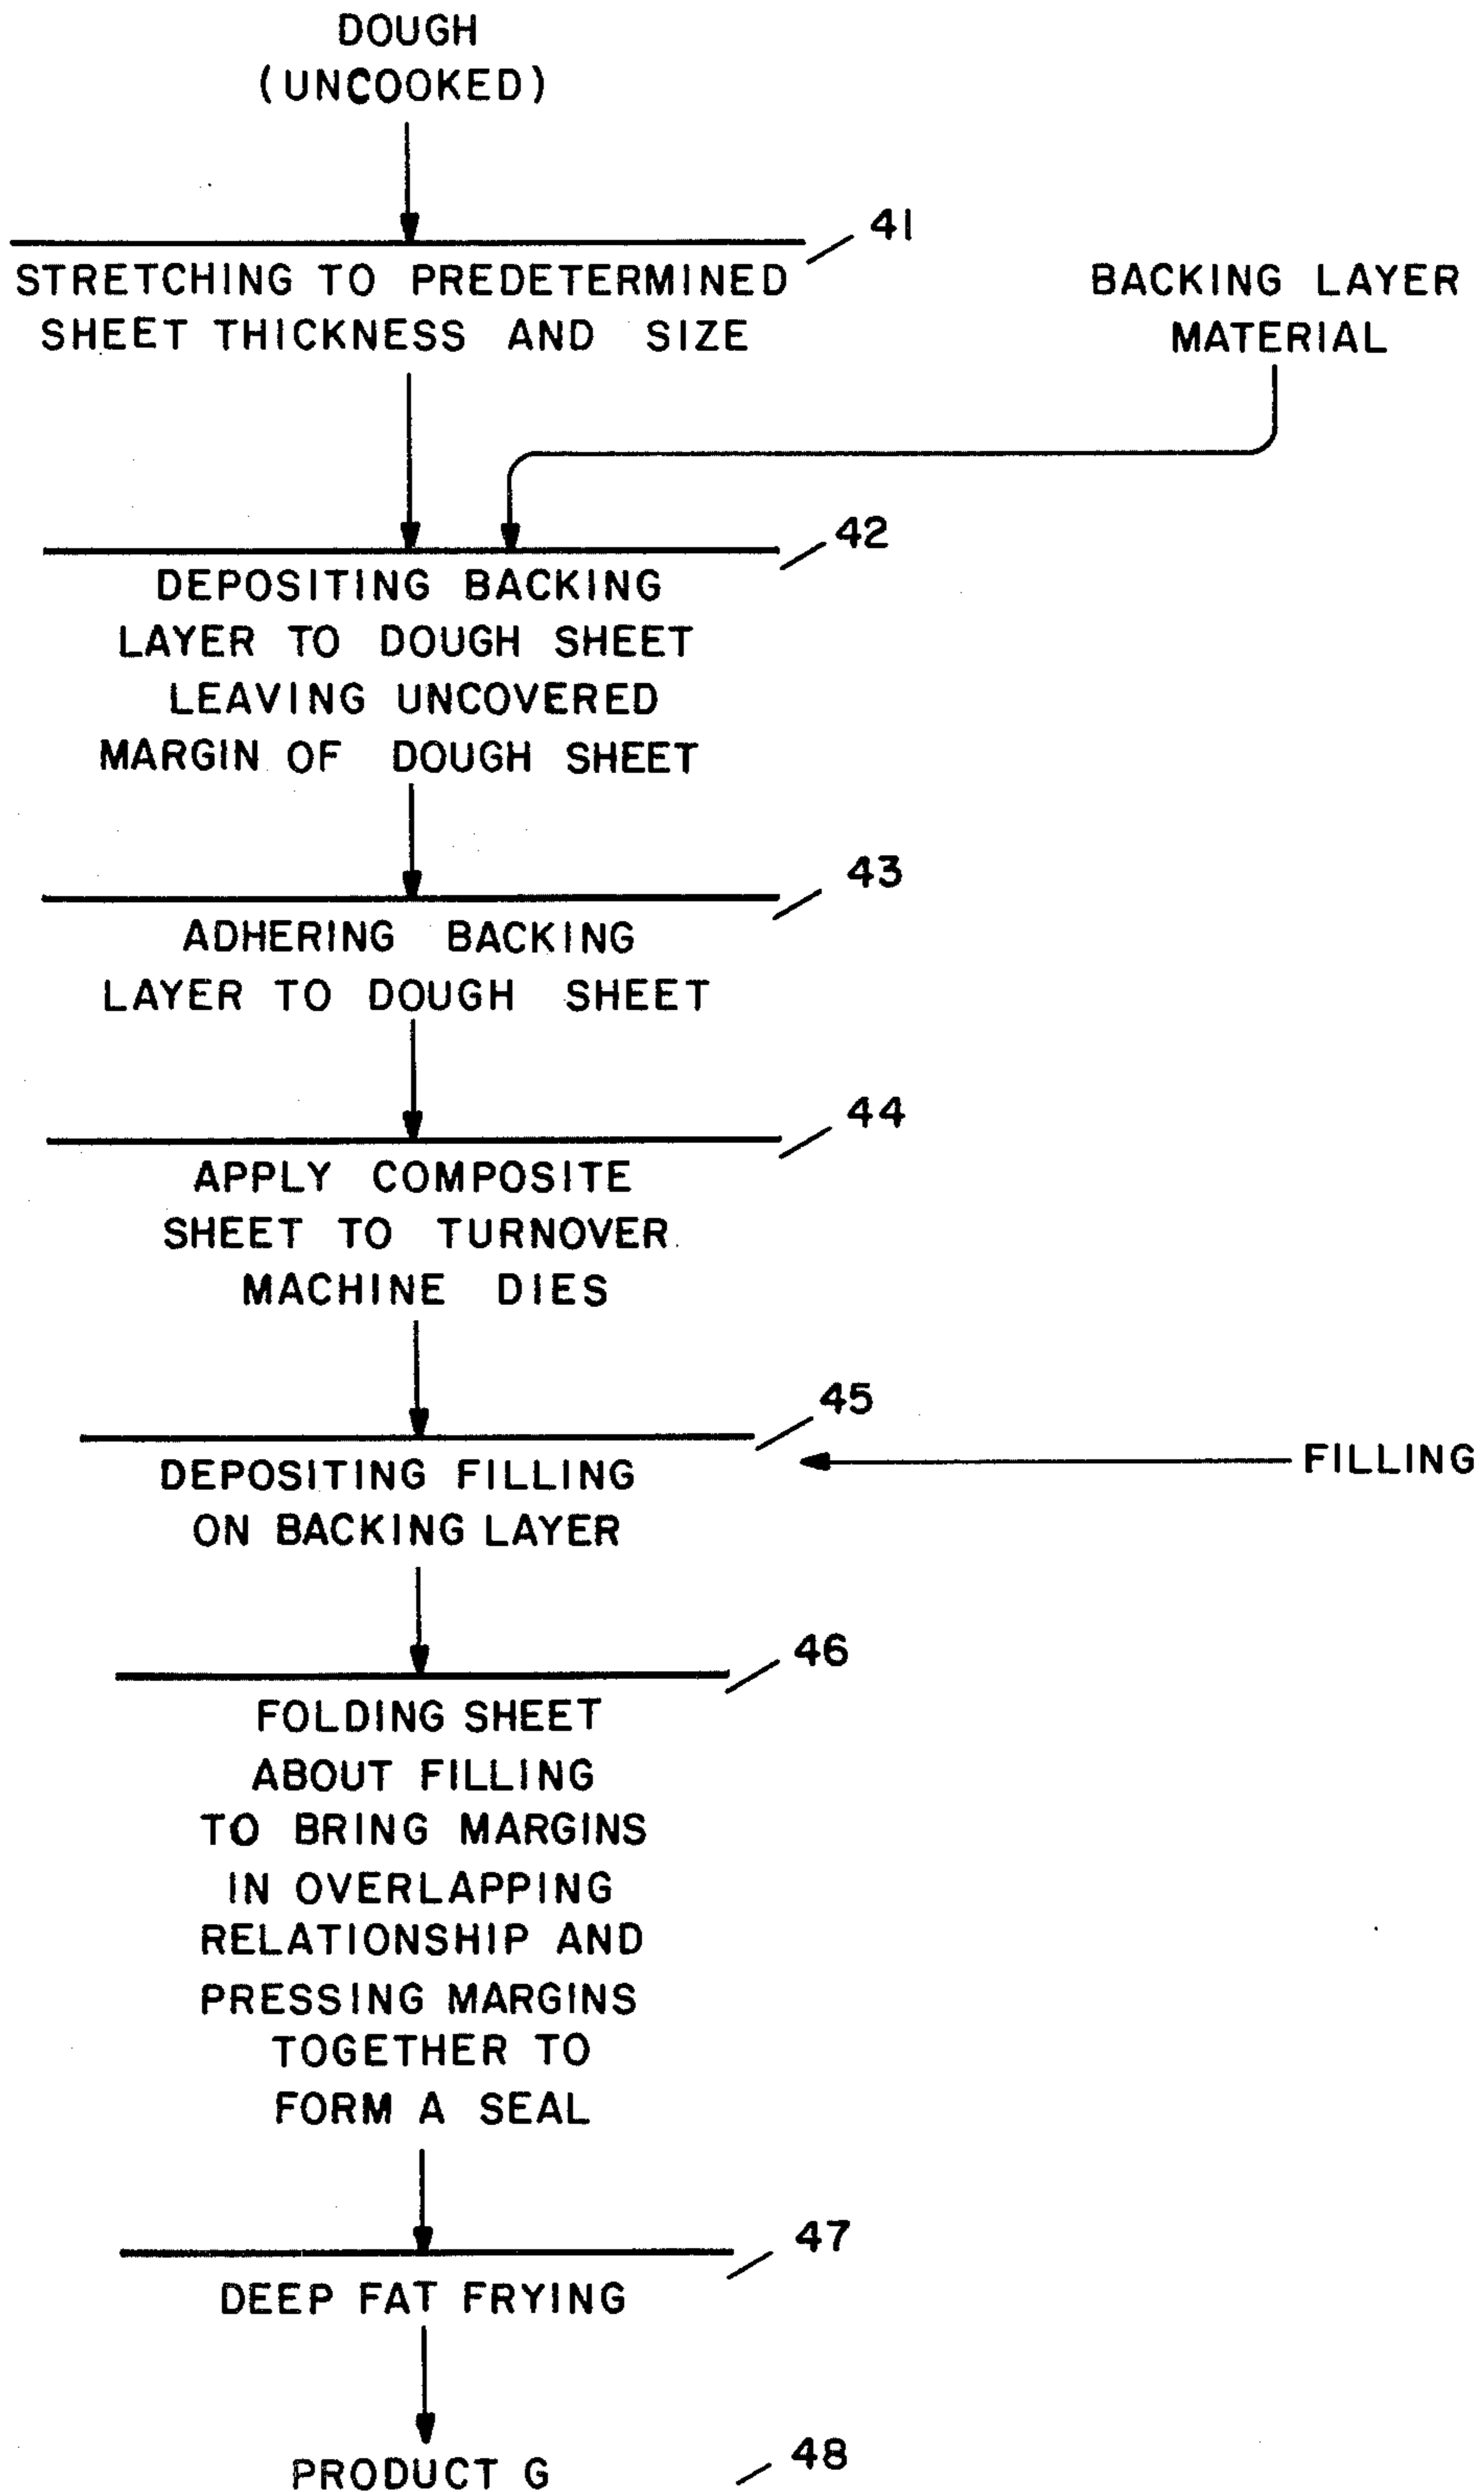 DOUGH
(UNCOOKED)
41
STRETCHING TO PREDETERMINED
SHEET THICKNESS AND SIZE
BACKING LAYER
MATERIAL
42
DEPOSITING BACKING
LAYER TO DOUGH SHEET
LEAVING UNCOVERED
MARGIN OF DOUGH SHEET
43
ADHERING BACKING
LAYER TO DOUGH SHEET
44
APPLY COMPOSITE
SHEET TO TURNOVER
MACHINE DIES
45
DEPOSITING FILLING
ON BACKING LAYER
FILLING
46
FOLDING SHEET
ABOUT FILLING
TO BRING MARGINS
IN OVERLAPPING
RELATIONSHIP AND
PRESSING MARGINS
TOGETHER TO
FORM A SEAL
47
DEEP FAT FRYING
PRODUCT G
48